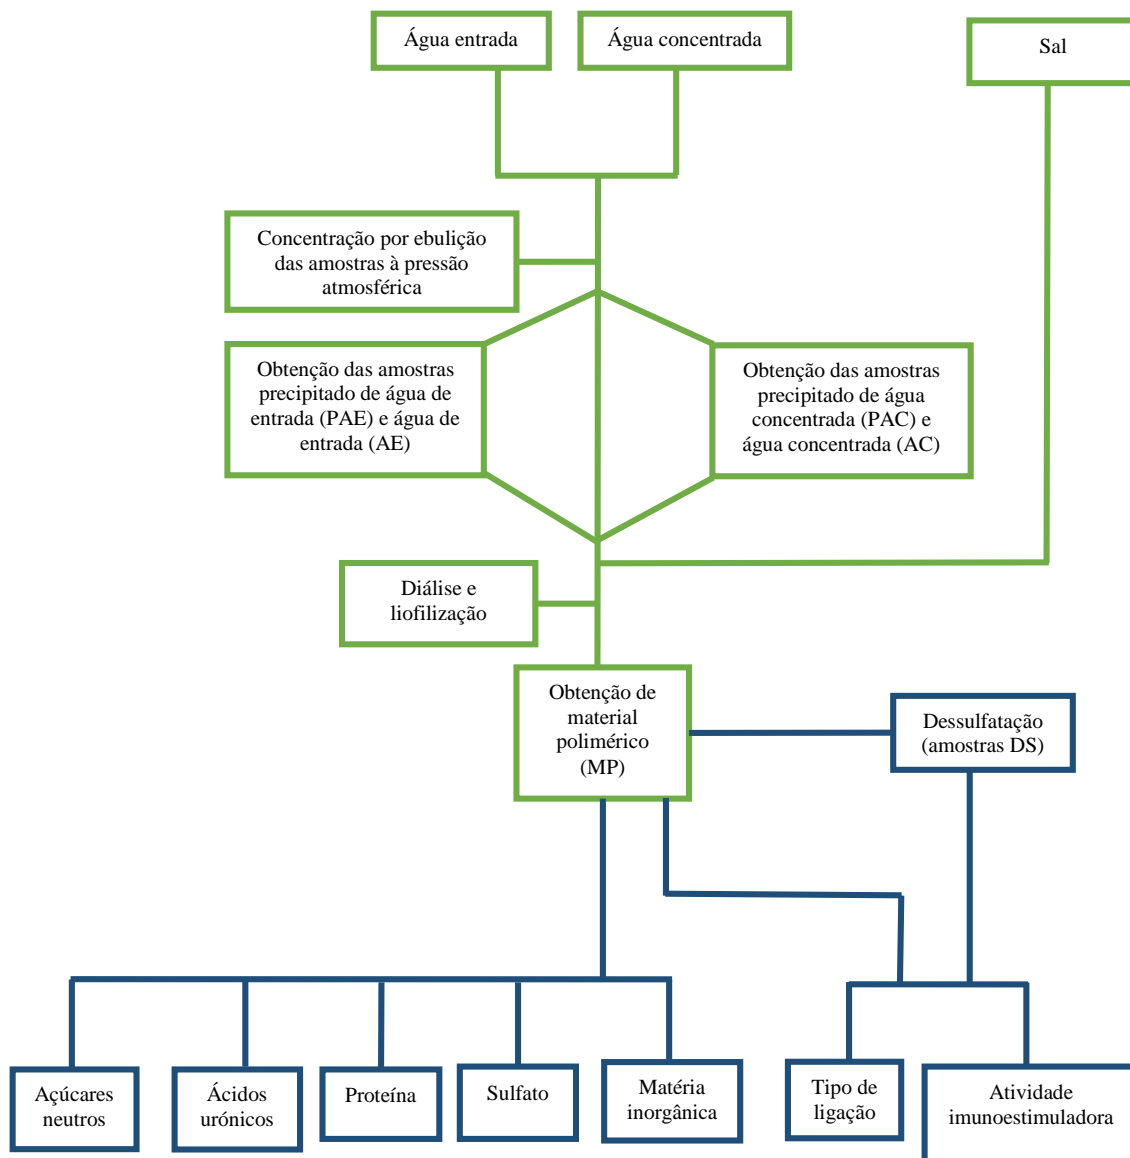 Água entrada
Água concentrada
Sal
Concentração por ebulição
das amostras à pressão
atmosférica
Obtenção das amostras
precipitado de água de
entrada (PAE) e água de
entrada (AE)
Obtenção das amostras
precipitado de água
concentrada (PAC) e
água concentrada (AC)
Diálise e
liofilização
Obtenção de
material
polimérico
(MP)
Dessulfatação
(amostras DS)
Açúcares
neutros
Ácidos
urónicos
Proteína
Sulfato
Matéria
inorgânica
Tipo de
ligação
Atividade
imunoestimuladora